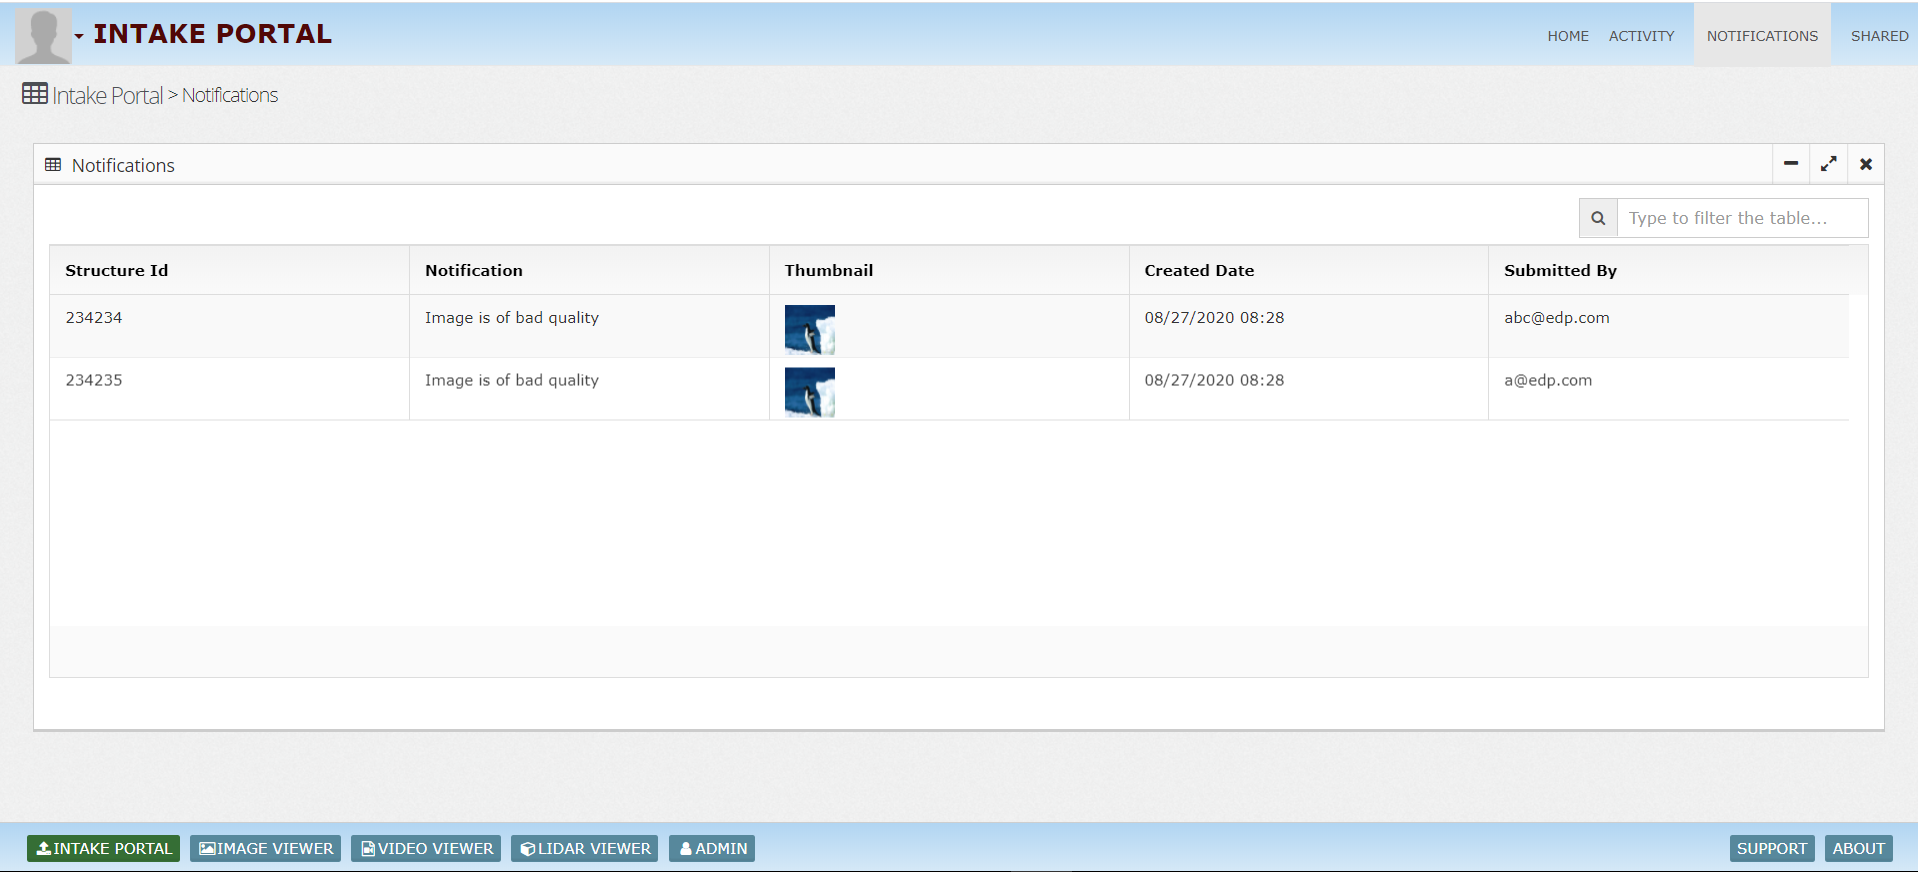 INTAKE PORTAL
HOME ACTIVITY NOTIFICATIONS SHARED
Intake Portal > Notifications
Notifications
Type to filter the table...
Structure Id Notification Thumbnail Created Date Submitted By
234234 Image is of bad quality 08/27/2020 08:28 abc@edp.com
234235 Image is of bad quality 08/27/2020 08:28 a@edp.com
INTAKE PORTAL IMAGE VIEWER VIDEO VIEWER LIDAR VIEWER ADMIN SUPPORT ABOUT